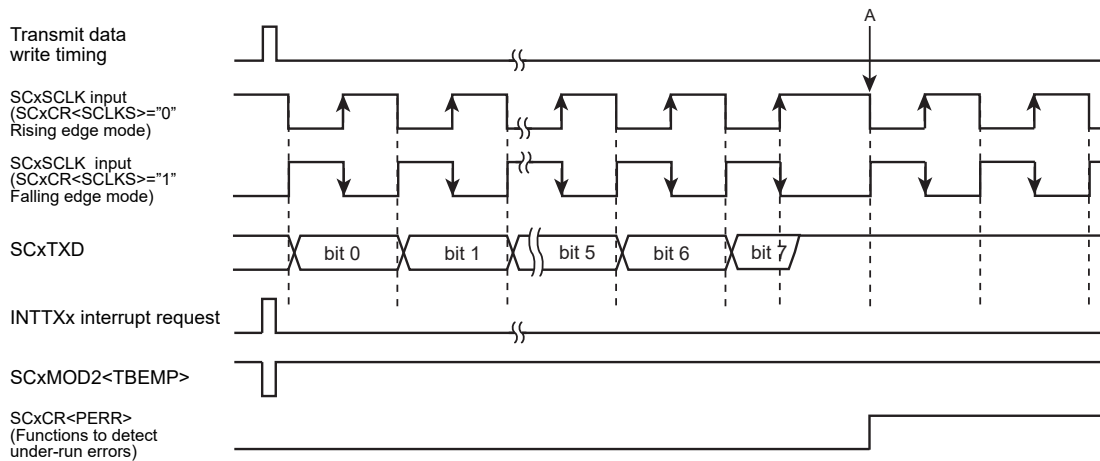 A
Transmit data
write timing
SCxSCLK input
(SCxCR<SCLKS>="0"
Rising edge mode)
SCxSCLK input
(SCxCR<SCLKS>="1"
Falling edge mode)
SCxTXD
bit 0
bit 1
bit 5
bit 6
bit 7
INTTXx interrupt request
SCxMOD2<TBEMP>
SCxCR<PERR>
(Functions to detect
under-run errors)